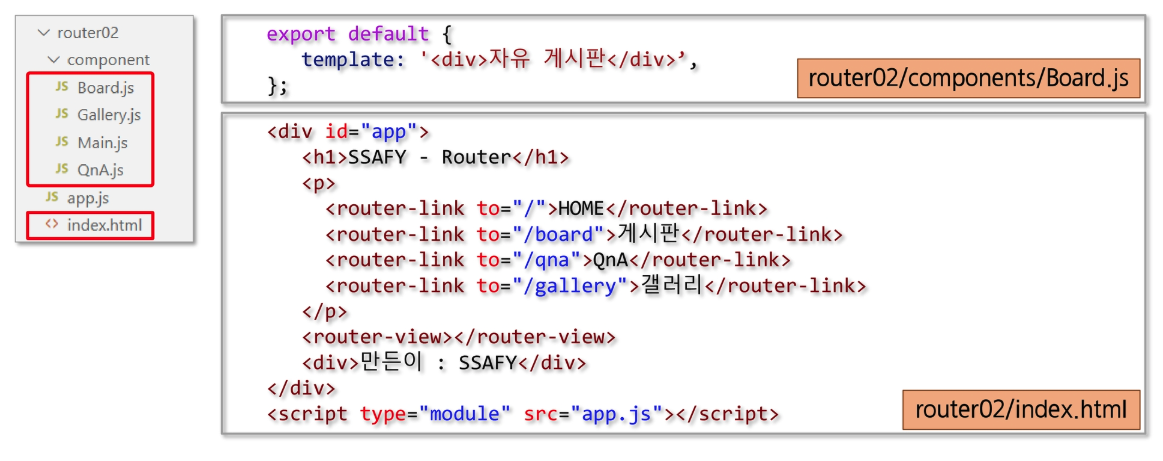 router02
component
JS Board.js
JS Gallery.js
JS Main.js
JS QnA.js
JS app.js
<> index.html
export default {
template: '<div>자유 게시판</div>’,
};
router02/components/Board.js
<div id="app">
<h1>SSAFY - Router</h1>
<p>
<router-link to="/">HOME</router-link>
<router-link to="/board">게시판</router-link>
<router-link to="/qna">QnA</router-link>
<router-link to="/gallery">갤러리</router-link>
</p>
<router-view></router-view>
<div>만든이 : SSAFY</div>
</div>
<script type="module" src="app.js"></script>
router02/index.html